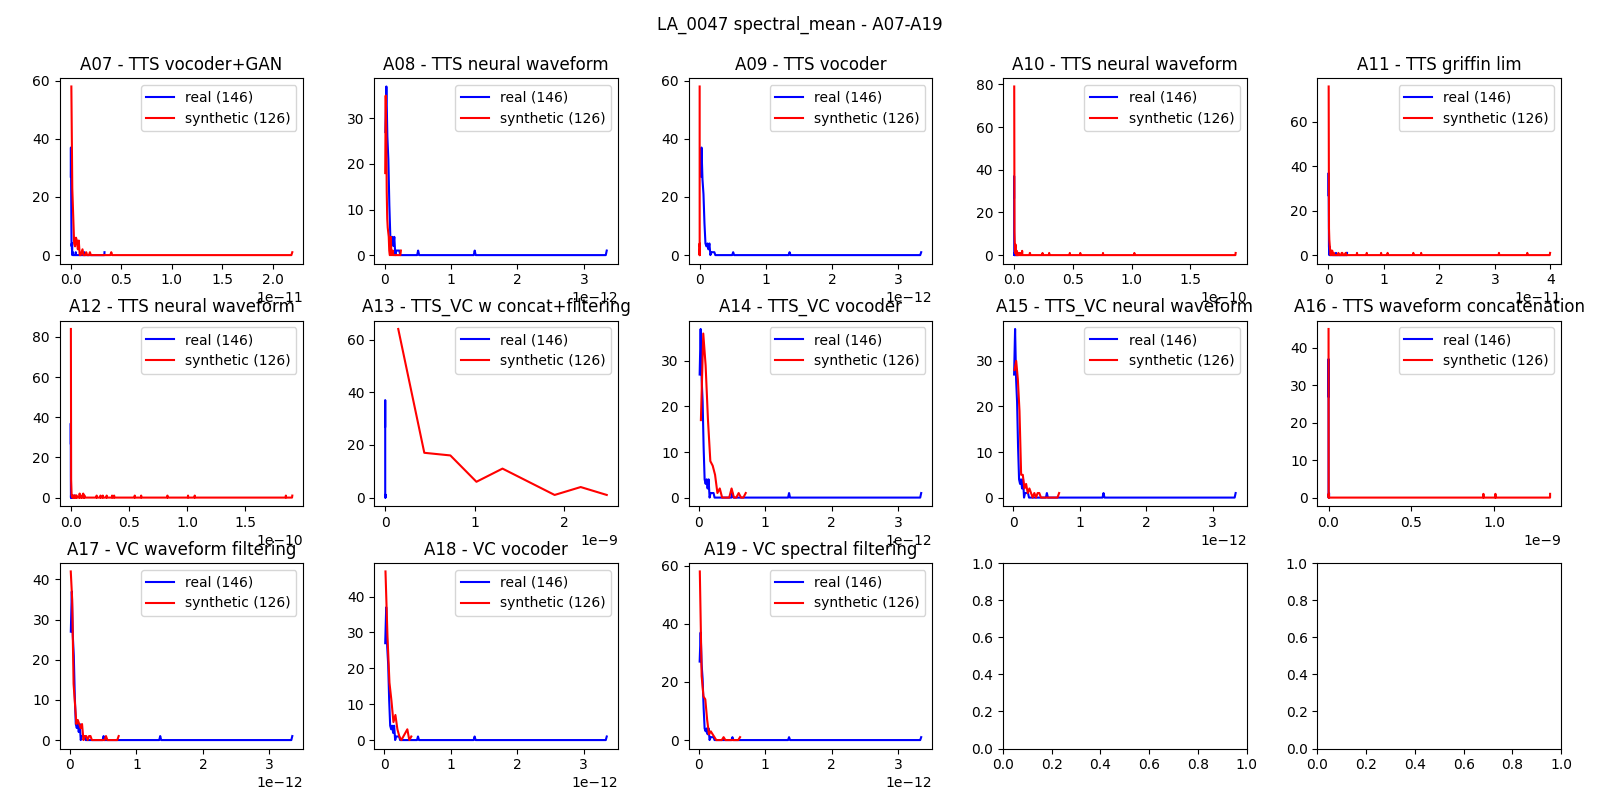 LA_0047 spectral_mean - A07-A19
A07 - TTS vocoder+GAN
real (146)
synthetic (126)
60
40
20
0
0.0 0.5 1.0 1.5 2.0
1e−11
A08 - TTS neural waveform
real (146)
synthetic (126)
30
20
10
0
0 1 2 3
1e−12
A09 - TTS vocoder
real (146)
synthetic (126)
60
40
20
0
0 1 2 3
1e−12
A10 - TTS neural waveform
real (146)
synthetic (126)
80
60
40
20
0
0.0 0.5 1.0 1.5
1e−10
A11 - TTS griffin lim
real (146)
synthetic (126)
60
40
20
0
0 1 2 3 4
1e−11
A12 - TTS neural waveform
real (146)
synthetic (126)
80
60
40
20
0
0.0 0.5 1.0 1.5
1e−10
A13 - TTS_VC w concat+filtering
real (146)
synthetic (126)
60
40
20
0
0 1 2
1e−9
A14 - TTS_VC vocoder
real (146)
synthetic (126)
30
20
10
0
0 1 2 3
1e−12
A15 - TTS_VC neural waveform
real (146)
synthetic (126)
30
20
10
0
0 1 2 3
1e−12
A16 - TTS waveform concatenation
real (146)
synthetic (126)
40
30
20
10
0
0.0 0.5 1.0
1e−9
A17 - VC waveform filtering
real (146)
synthetic (126)
40
30
20
10
0
0 1 2 3
1e−12
A18 - VC vocoder
real (146)
synthetic (126)
40
30
20
10
0
0 1 2 3
1e−12
A19 - VC spectral filtering
real (146)
synthetic (126)
60
40
20
0
0 1 2 3
1e−12
1.0
0.8
0.6
0.4
0.2
0.0
0.0 0.2 0.4 0.6 0.8 1.0
1.0
0.8
0.6
0.4
0.2
0.0
0.0 0.2 0.4 0.6 0.8 1.0